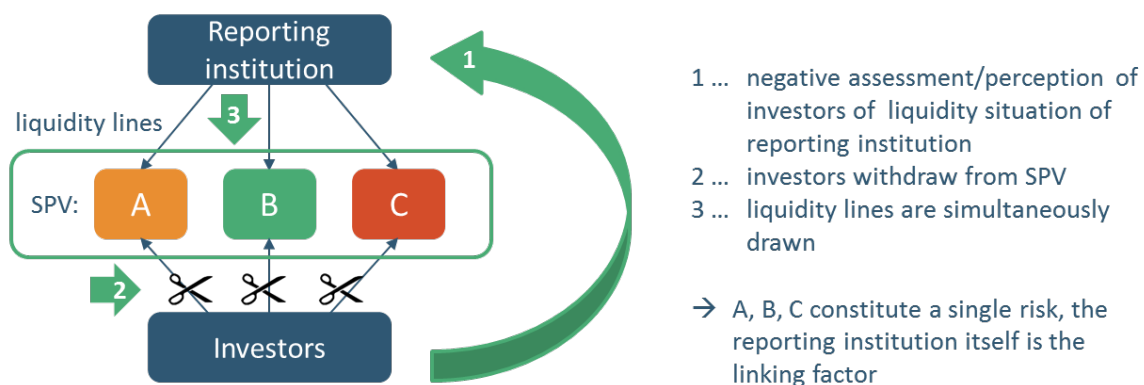 Reporting
institution
1
3
liquidity lines
SPV:
A
B
C
2
Investors
1 ... negative assessment/perception of
investors of liquidity situation of
reporting institution
2 ... investors withdraw from SPV
3 ... liquidity lines are simultaneously
drawn
→ A, B, C constitute a single risk, the
reporting institution itself is the
linking factor